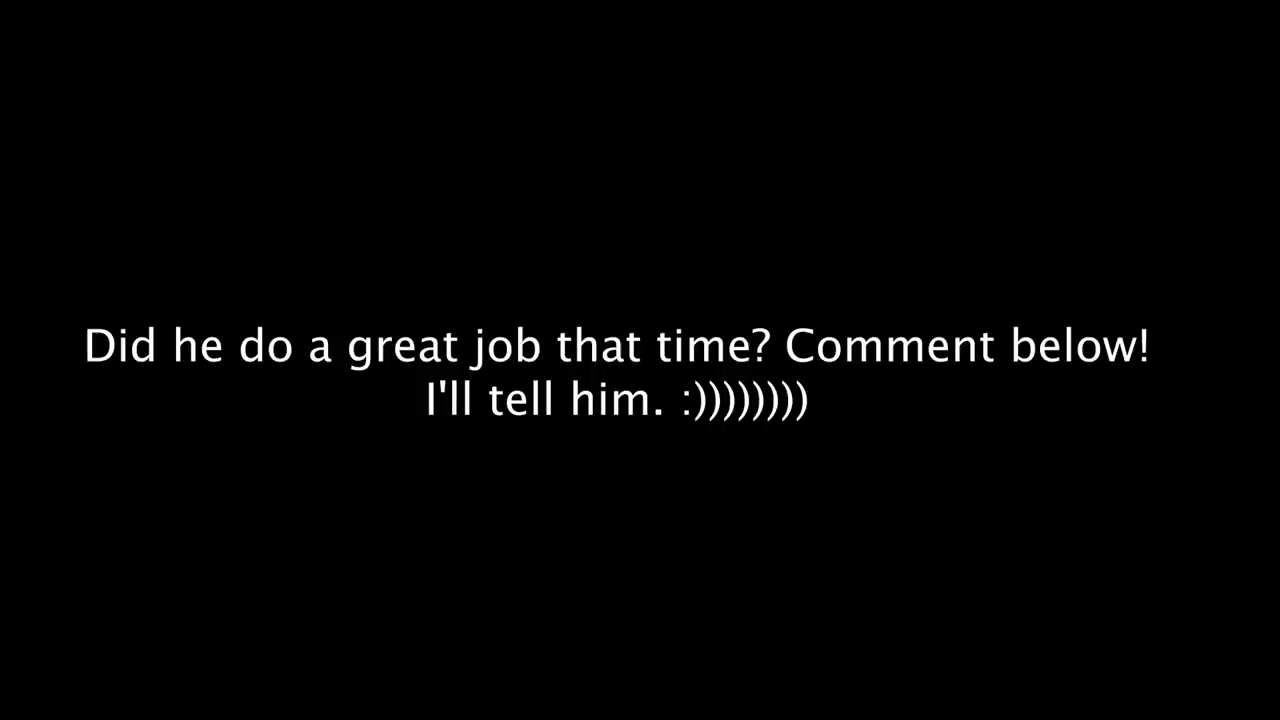 Did he do a great job that time? Comment below!
I'll tell him. :))))))))